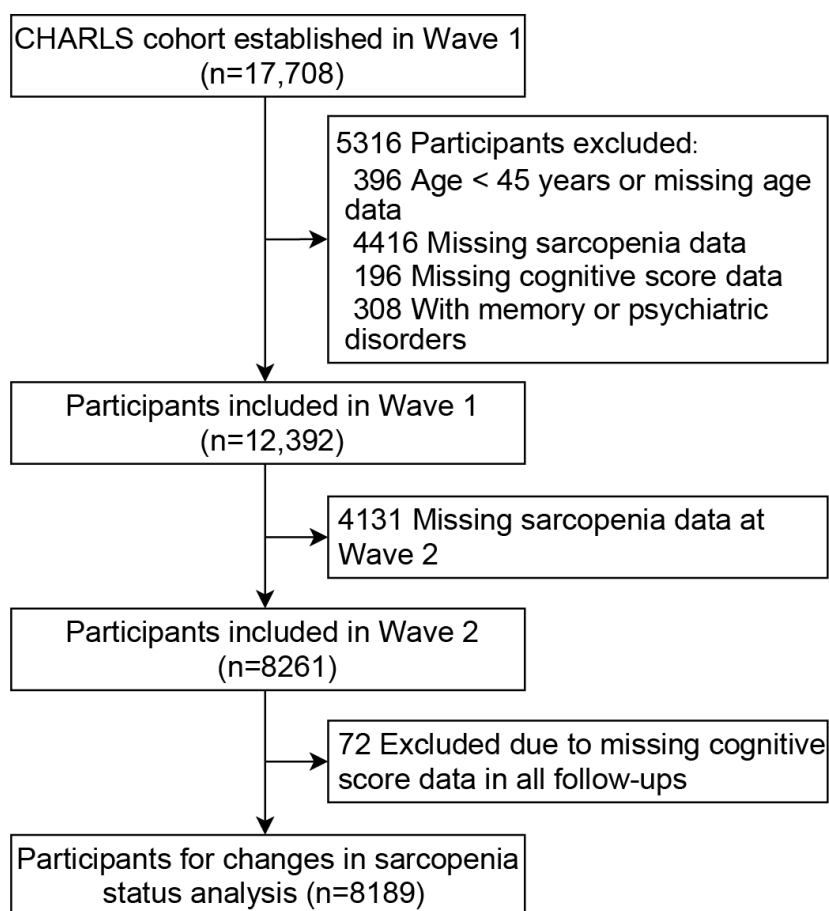 CHARLS cohort established in Wave 1
(n=17,708)
5316 Participants excluded:
396 Age < 45 years or missing age
data
4416 Missing sarcopenia data
196 Missing cognitive score data
308 With memory or psychiatric
disorders
Participants included in Wave 1
(n=12,392)
4131 Missing sarcopenia data at
Wave 2
Participants included in Wave 2
(n=8261)
72 Excluded due to missing cognitive
score data in all follow-ups
Participants for changes in sarcopenia
status analysis (n=8189)